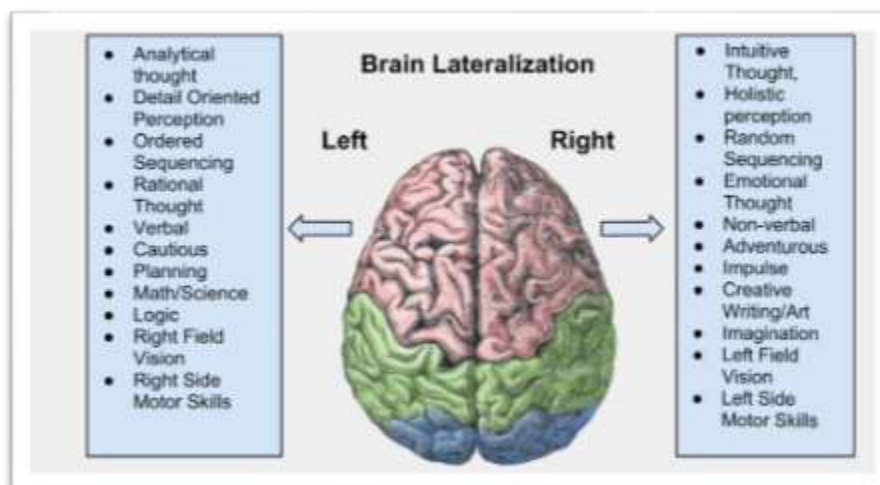 Brain Lateralization
Left
Right
● Analytical
thought
● Detail Oriented
Perception
● Ordered
Sequencing
● Rational
Thought
● Verbal
● Cautious
● Planning
● Math/Science
● Logic
● Right Field
Vision
● Right Side
Motor Skills
● Intuitive
Thought,
● Holistic
perception
● Random
Sequencing
● Emotional
Thought
● Non-verbal
● Adventurous
● Impulse
● Creative
Writing/Art
● Imagination
● Left Field
Vision
● Left Side
Motor Skills